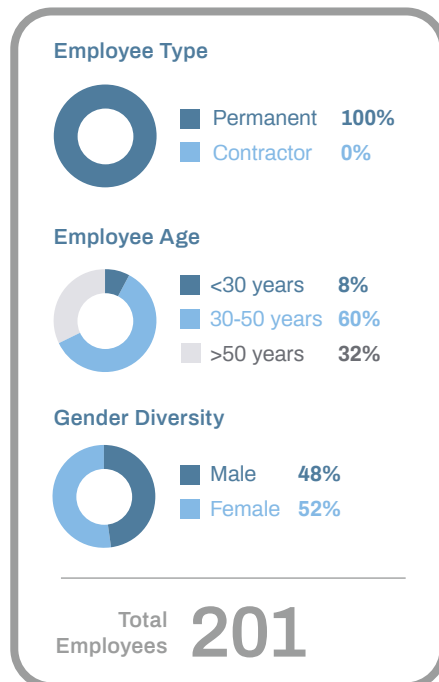 Employee Type
Permanent 100%
Contractor 0%
Employee Age
<30 years 8%
30-50 years 60%
>50 years 32%
Gender Diversity
Male 48%
Female 52%
Total
Employees 201